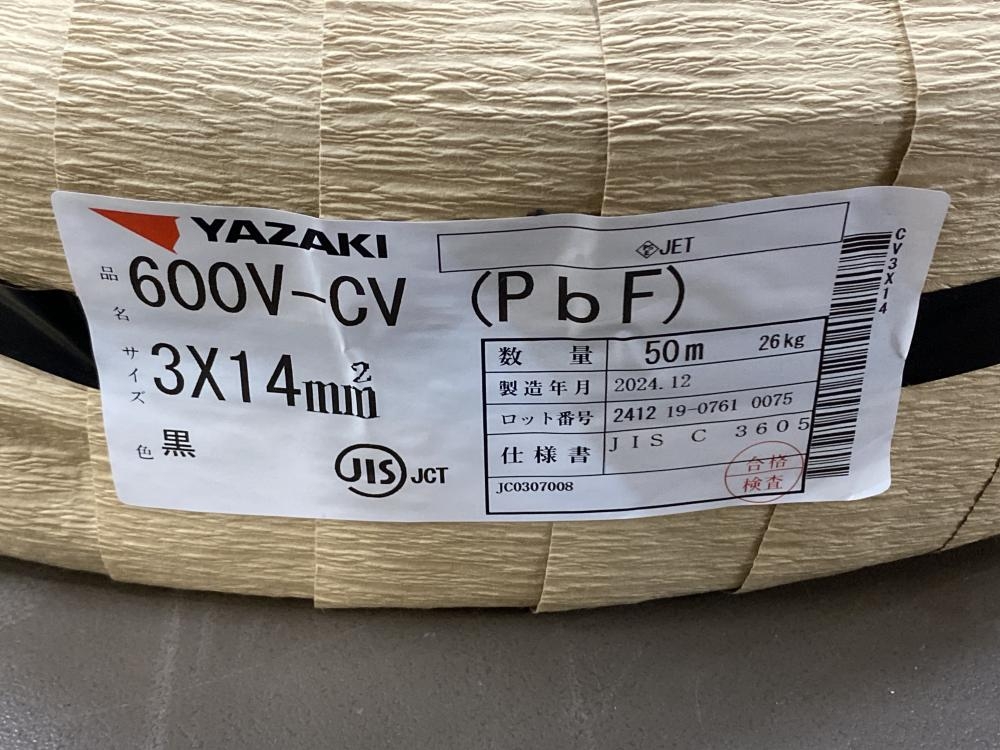 YAZAKI
PSE JET
品名 600V-CV (PbF)
サイズ 3X14mm²
色 黒
JIS JCT
数量 50m 26kg
製造年月 2024.12
ロット番号 2412 19-0761 0075
仕様書 JIS C 3605
JC0307008
合格
検査
CV3X14